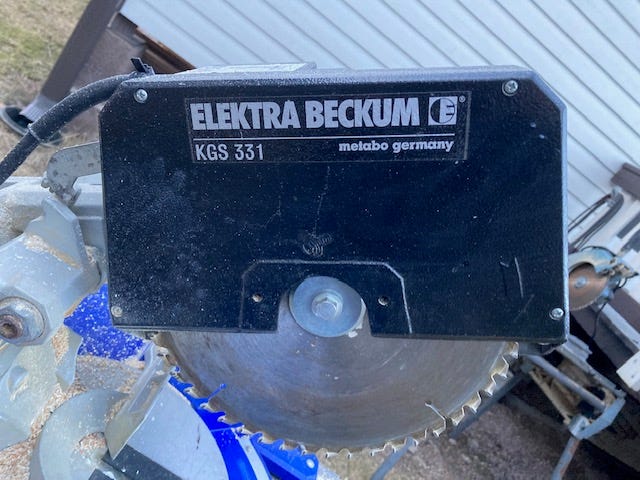 ELEKTRA BECKUM E ®
KGS 331 metabo germany